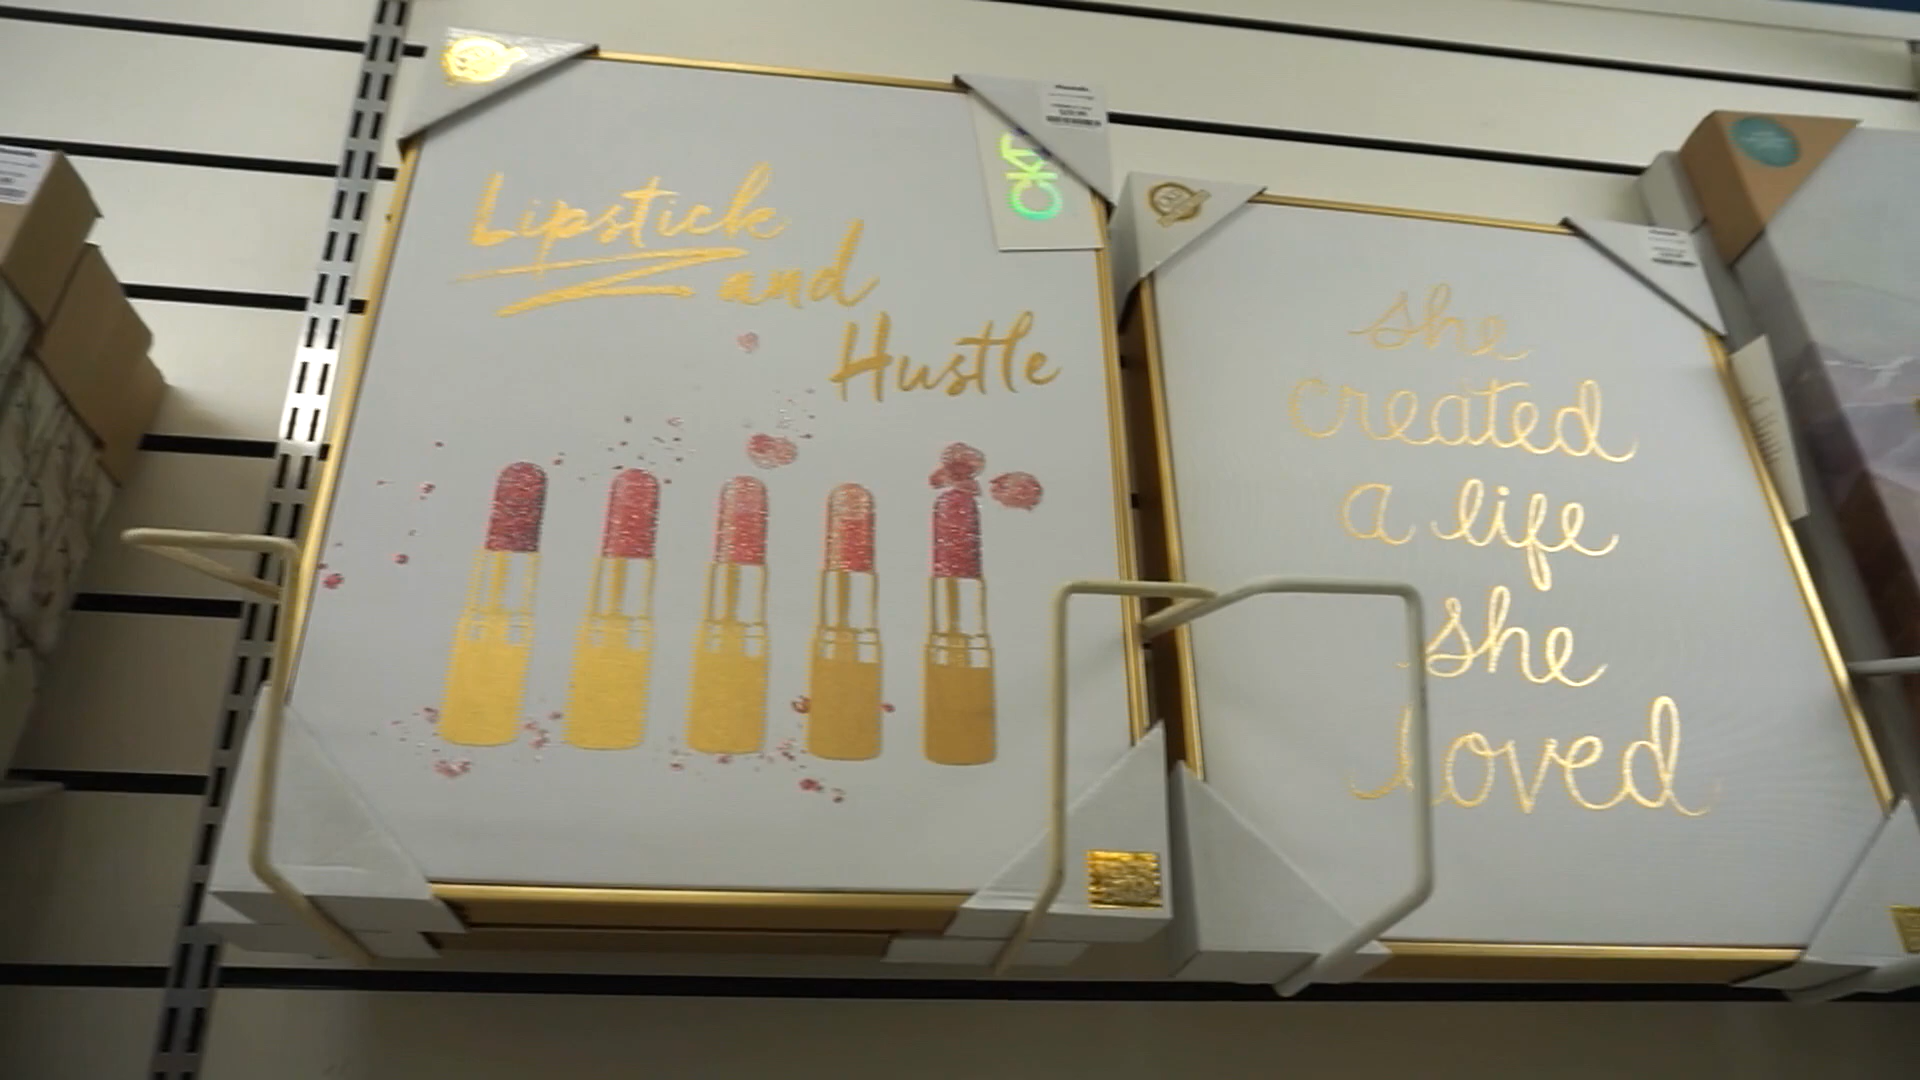 Lipstick
and
Hustle
she
created
a life
she
loved